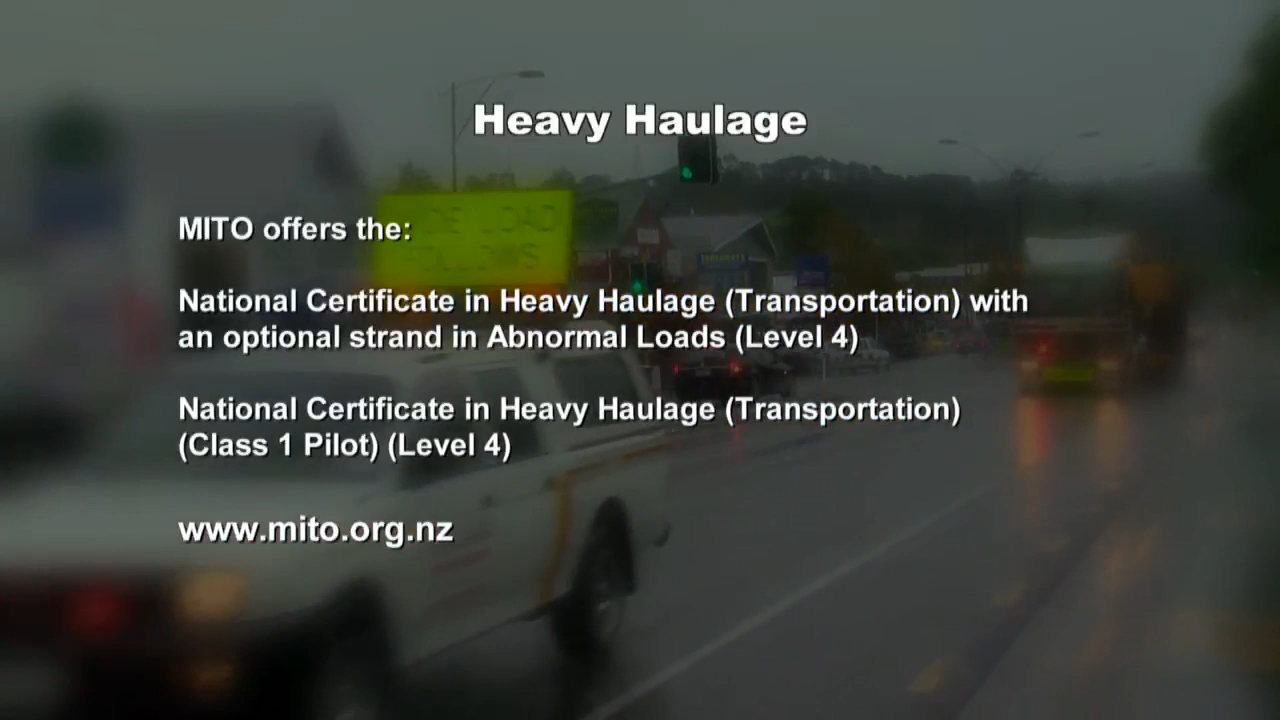 Heavy Haulage
MITO offers the:
National Certificate in Heavy Haulage (Transportation) with
an optional strand in Abnormal Loads (Level 4)
National Certificate in Heavy Haulage (Transportation)
(Class 1 Pilot) (Level 4)
www.mito.org.nz